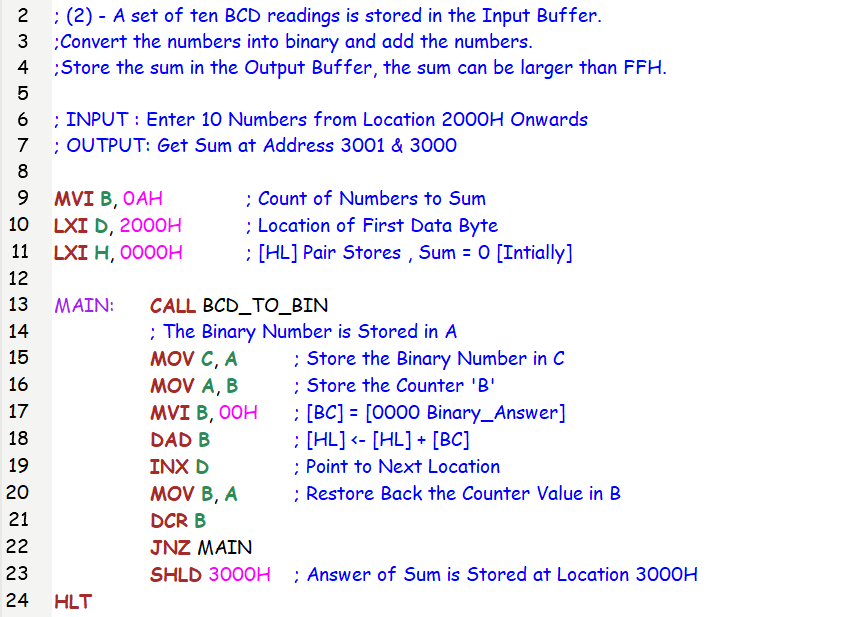 2 ; (2) - A set of ten BCD readings is stored in the Input Buffer.
3 ;Convert the numbers into binary and add the numbers.
4 ;Store the sum in the Output Buffer, the sum can be larger than FFH.
5
6 ; INPUT : Enter 10 Numbers from Location 2000H Onwards
7 ; OUTPUT: Get Sum at Address 3001 & 3000
8
9 MVI B, 0AH ; Count of Numbers to Sum
10 LXI D, 2000H ; Location of First Data Byte
11 LXI H, 0000H ; [HL] Pair Stores , Sum = 0 [Intially]
12
13 MAIN: CALL BCD_TO_BIN
14 ; The Binary Number is Stored in A
15 MOV C, A ; Store the Binary Number in C
16 MOV A, B ; Store the Counter 'B'
17 MVI B, 00H ; [BC] = [0000 Binary_Answer]
18 DAD B ; [HL] <- [HL] + [BC]
19 INX D ; Point to Next Location
20 MOV B, A ; Restore Back the Counter Value in B
21 DCR B
22 JNZ MAIN
23 SHLD 3000H ; Answer of Sum is Stored at Location 3000H
24 HLT